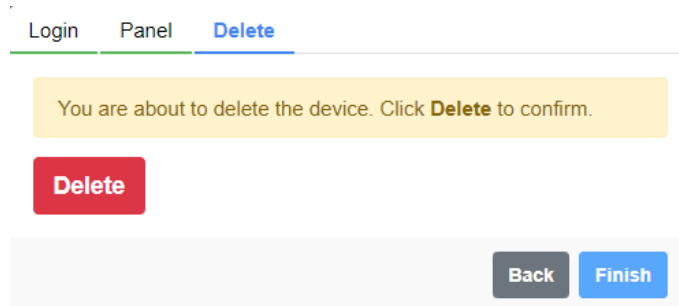 Login Panel Delete
You are about to delete the device. Click Delete to confirm.
Delete
Back Finish